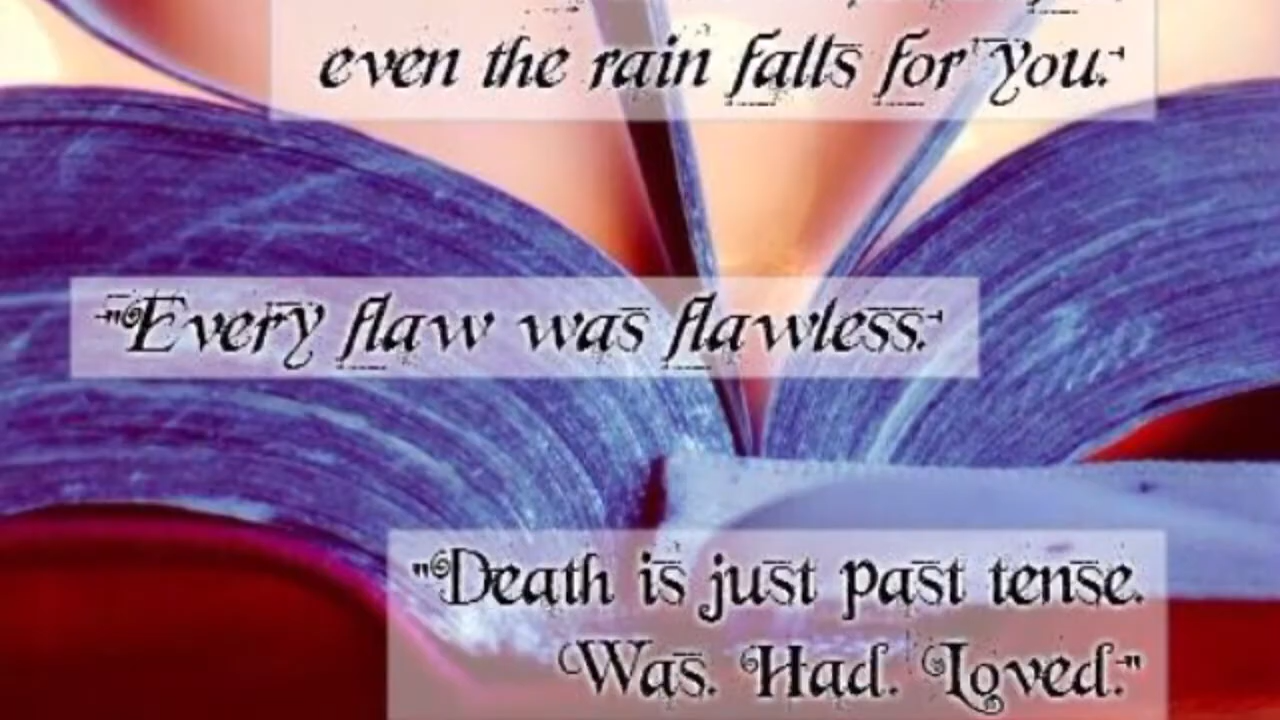 even the rain falls for you."
"Every flaw was flawless."
"Death is just past tense.
Was. Had. Loved."